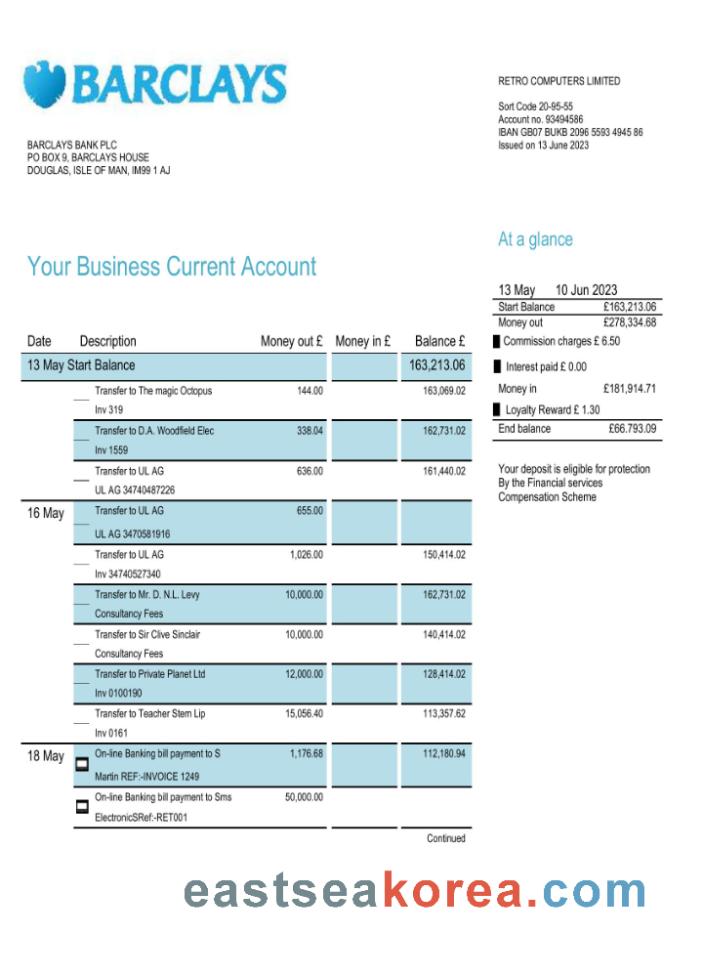 BARCLAYS
BARCLAYS BANK PLC
PO BOX 9, BARCLAYS HOUSE
DOUGLAS, ISLE OF MAN, IM99 1 AJ
RETRO COMPUTERS LIMITED
Sort Code 20-95-55
Account no. 93494586
IBAN GB07 BUKB 2096 5593 4945 86
Issued on 13 June 2023
Your Business Current Account
At a glance
13 May 10 Jun 2023
Start Balance £163,213.06
Money out £278,334.68
Commission charges £ 6.50
Interest paid £ 0.00
Money in £181,914.71
Loyalty Reward £ 1.30
End balance £66.793.09
Your deposit is eligible for protection
By the Financial services
Compensation Scheme
Date Description Money out £ Money in £ Balance £
13 May Start Balance 163,213.06
Transfer to The magic Octopus 144.00 163,069.02
Inv 319
Transfer to D.A. Woodfield Elec 338.04 162,731.02
Inv 1559
Transfer to UL AG 636.00 161,440.02
UL AG 34740487226
16 May Transfer to UL AG 655.00
UL AG 3470581916
Transfer to UL AG 1,026.00 150,414.02
Inv 34740527340
Transfer to Mr. D. N.L. Levy 10,000.00 162,731.02
Consultancy Fees
Transfer to Sir Clive Sinclair 10,000.00 140,414.02
Consultancy Fees
Transfer to Private Planet Ltd 12,000.00 128,414.02
Inv 0100190
Transfer to Teacher Stem Lip 15,056.40 113,357.62
Inv 0161
18 May On-line Banking bill payment to S 1,176.68 112,180.94
Martin REF:-INVOICE 1249
On-line Banking bill payment to Sms 50,000.00
ElectronicSRef:-RET001
Continued
eastseakorea.com